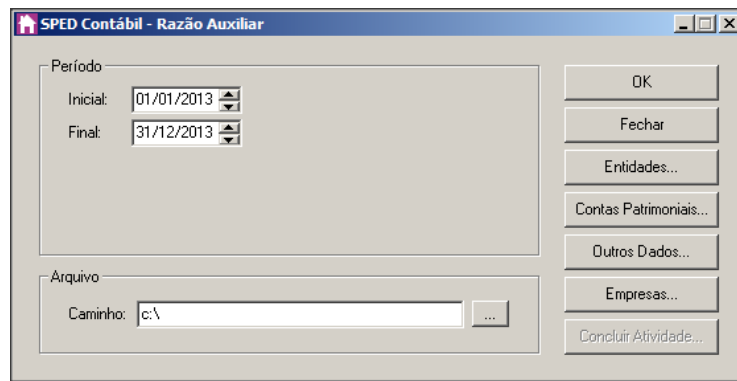 SPED Contábil - Razão Auxiliar
Período
Inicial: 01/01/2013
Final: 31/12/2013
OK
Fechar
Entidades...
Contas Patrimoniais...
Outros Dados...
Empresas...
Concluir Atividade...
Arquivo
Caminho: c:\ ...